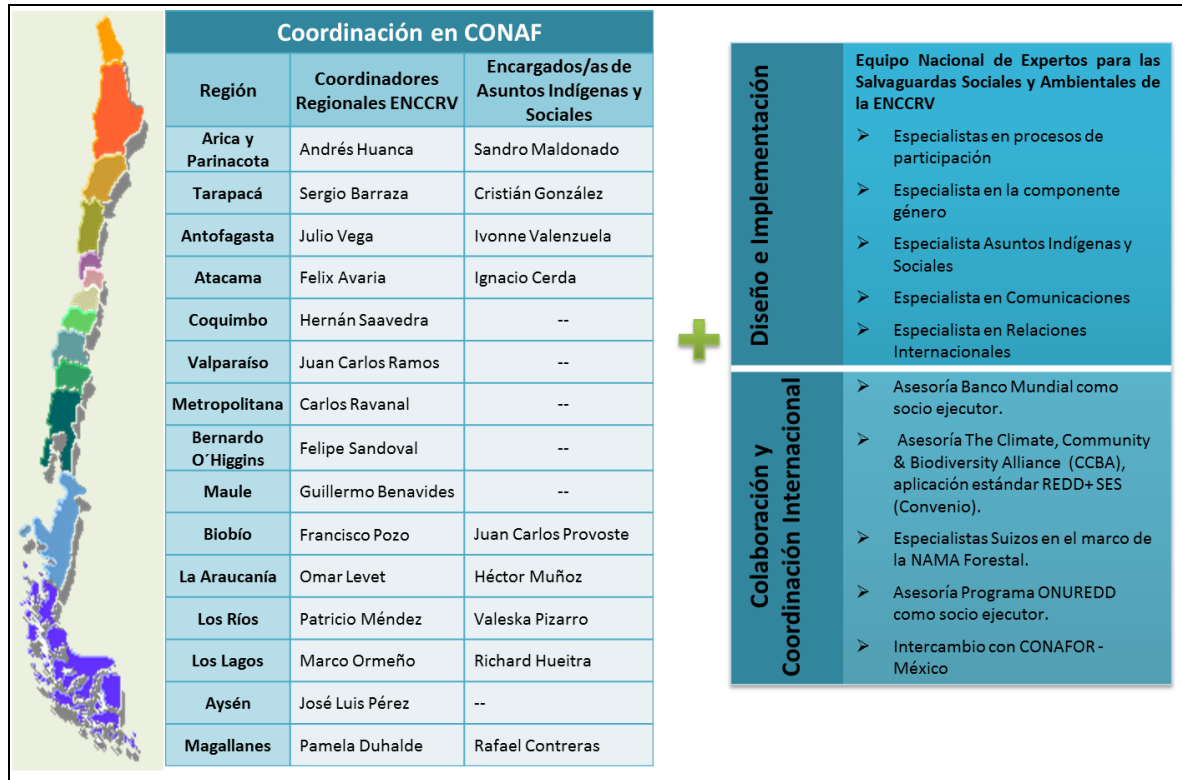 Coordinación en CONAF
Región
Coordinadores
Regionales ENCCRV
Encargados/as de
Asuntos Indígenas y
Sociales
Arica y
Parinacota
Andrés Huanca
Sandro Maldonado
Tarapacá
Sergio Barraza
Cristián González
Antofagasta
Julio Vega
Ivonne Valenzuela
Atacama
Felix Avaria
Ignacio Cerda
Coquimbo
Hernán Saavedra
--
Valparaíso
Juan Carlos Ramos
--
Metropolitana
Carlos Ravanal
--
Bernardo
O´Higgins
Felipe Sandoval
--
Maule
Guillermo Benavides
--
Biobío
Francisco Pozo
Juan Carlos Provoste
La Araucanía
Omar Levet
Héctor Muñoz
Los Ríos
Patricio Méndez
Valeska Pizarro
Los Lagos
Marco Ormeño
Richard Hueitra
Aysén
José Luis Pérez
--
Magallanes
Pamela Duhalde
Rafael Contreras
Diseño e Implementación
Equipo Nacional de Expertos para las
Salvaguardas Sociales y Ambientales de
la ENCCRV
➢ Especialistas en procesos de
participación
➢ Especialista en la componente
género
➢ Especialista Asuntos Indígenas y
Sociales
➢ Especialista en Comunicaciones
➢ Especialista en Relaciones
Internacionales
Colaboración y
Coordinación Internacional
➢ Asesoría Banco Mundial como
socio ejecutor.
➢ Asesoría The Climate, Community
& Biodiversity Alliance (CCBA),
aplicación estándar REDD+ SES
(Convenio).
➢ Especialistas Suizos en el marco de
la NAMA Forestal.
➢ Asesoría Programa ONUREDD
como socio ejecutor.
➢ Intercambio con CONAFOR -
México